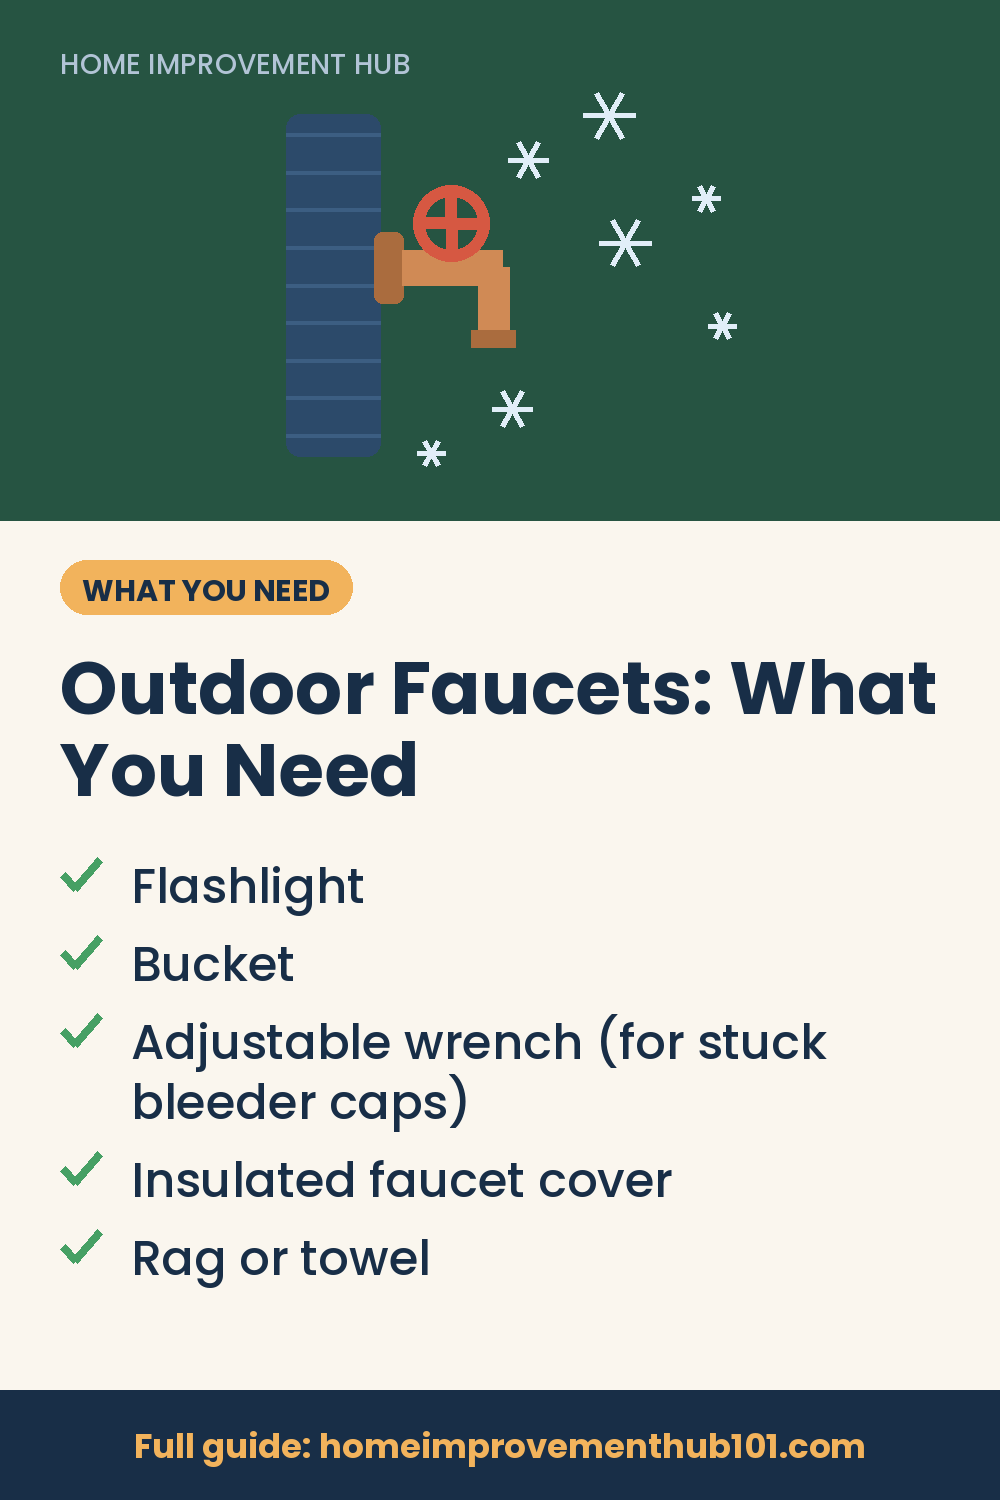 HOME IMPROVEMENT HUB
WHAT YOU NEED
Outdoor Faucets: What
You Need
Flashlight
Bucket
Adjustable wrench (for stuck
bleeder caps)
Insulated faucet cover
Rag or towel
Full guide: homeimprovementhub101.com